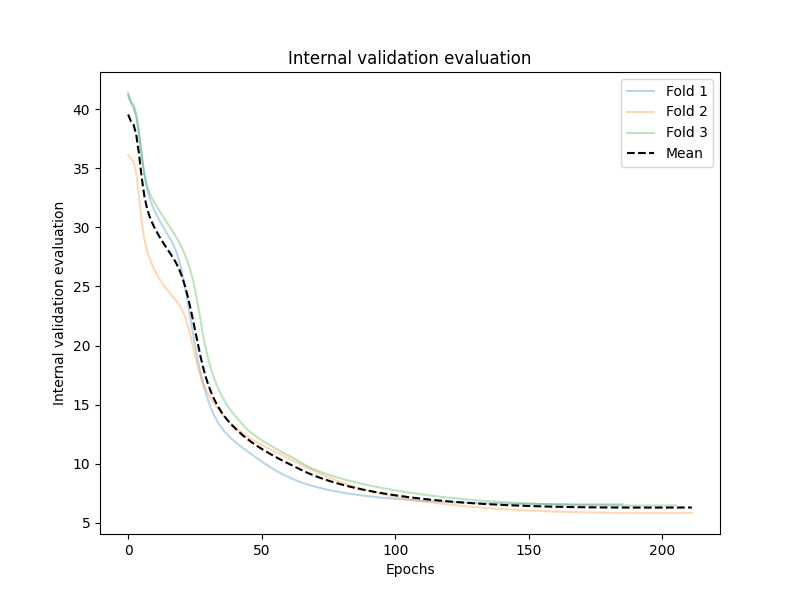 Internal validation evaluation
Fold 1
Fold 2
Fold 3
Mean
Internal validation evaluation
40
35
30
25
20
15
10
5
0
50
100
150
200
Epochs